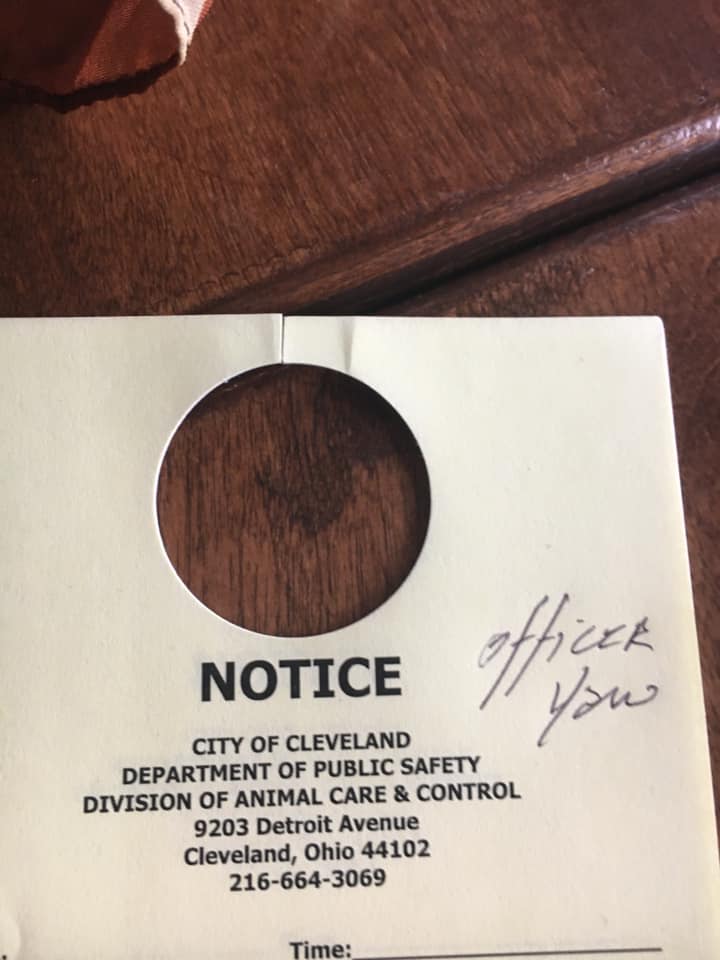 officer
Yaw
NOTICE
CITY OF CLEVELAND
DEPARTMENT OF PUBLIC SAFETY
DIVISION OF ANIMAL CARE & CONTROL
9203 Detroit Avenue
Cleveland, Ohio 44102
216-664-3069
Time: